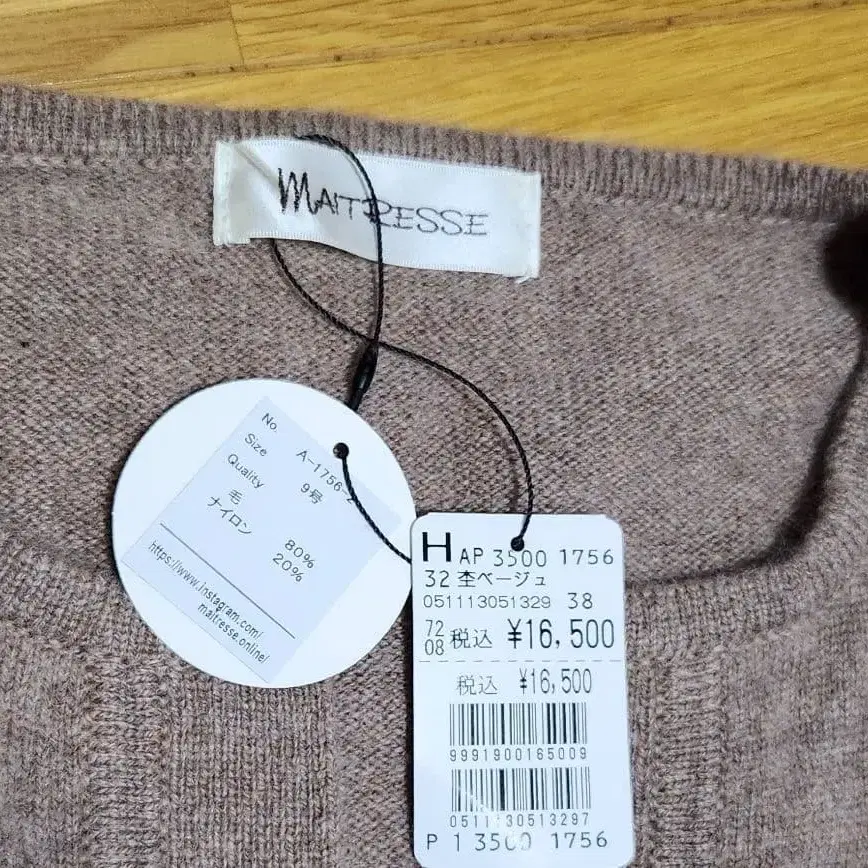 MAITRESSE
No. A-1756-2
Size 9号
Quality
毛 80%
ナイロン 20%
https://www.instagram.com/
maitresse.online/
H AP 3500 1756
32 杢ベージュ
051113051329 38
7208 税込 ¥16,500
税込 ¥16,500
9991900165009
0511130513297
P 1 3500 1756